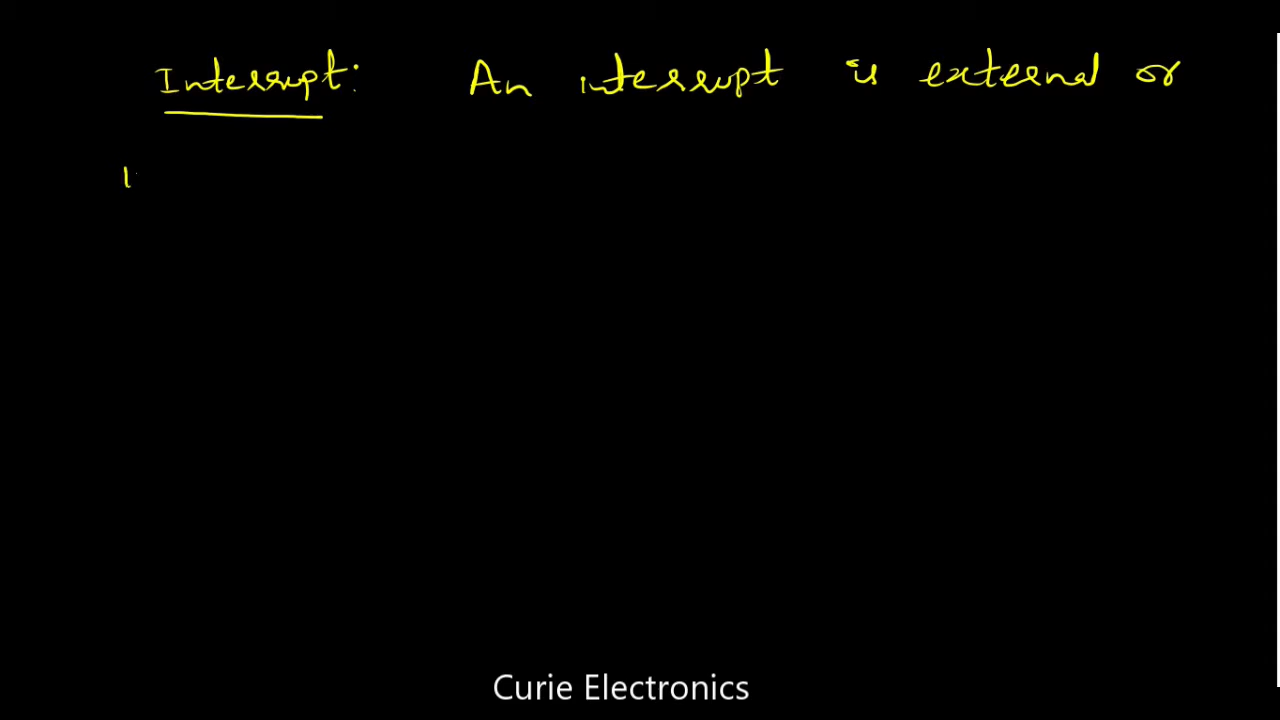 Interrupt: An interrupt is external or
Curie Electronics